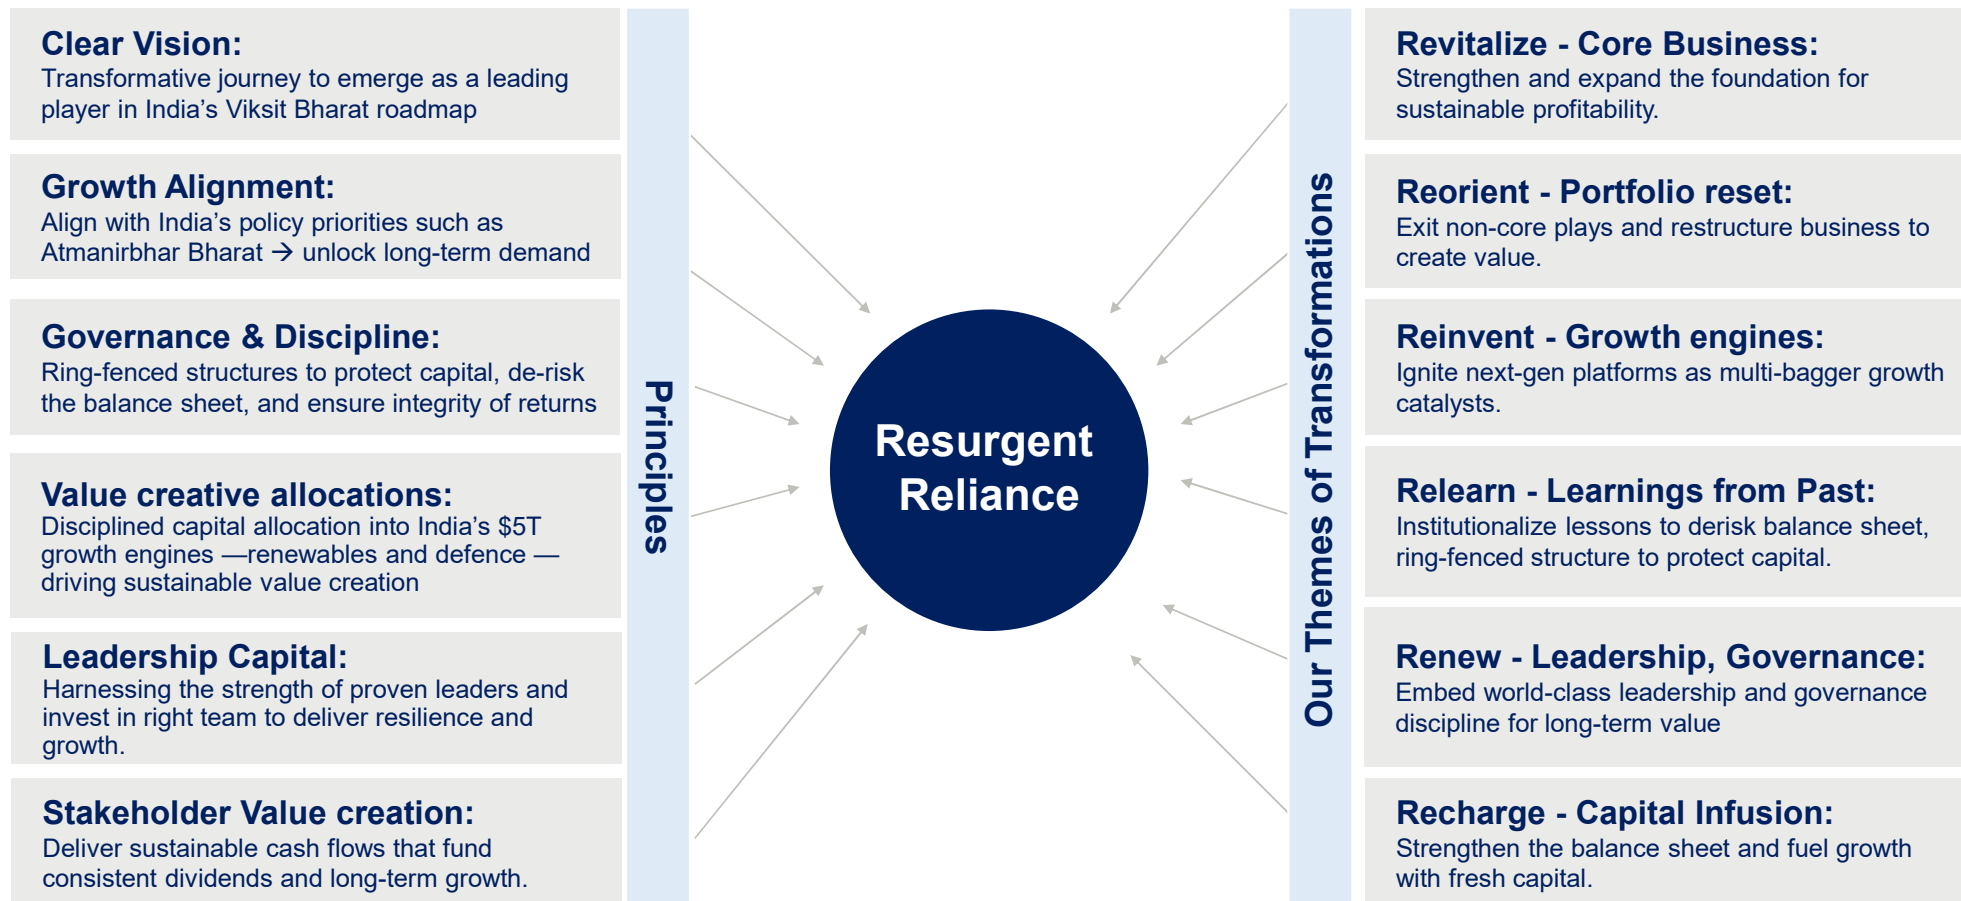 Clear Vision:
Transformative journey to emerge as a leading
player in India’s Viksit Bharat roadmap
Growth Alignment:
Align with India’s policy priorities such as
Atmanirbhar Bharat → unlock long-term demand
Governance & Discipline:
Ring-fenced structures to protect capital, de-risk
the balance sheet, and ensure integrity of returns
Value creative allocations:
Disciplined capital allocation into India’s $5T
growth engines —renewables and defence —
driving sustainable value creation
Leadership Capital:
Harnessing the strength of proven leaders and
invest in right team to deliver resilience and
growth.
Stakeholder Value creation:
Deliver sustainable cash flows that fund
consistent dividends and long-term growth.
Principles
Resurgent
Reliance
Our Themes of Transformations
Revitalize - Core Business:
Strengthen and expand the foundation for
sustainable profitability.
Reorient - Portfolio reset:
Exit non-core plays and restructure business to
create value.
Reinvent - Growth engines:
Ignite next-gen platforms as multi-bagger growth
catalysts.
Relearn - Learnings from Past:
Institutionalize lessons to derisk balance sheet,
ring-fenced structure to protect capital.
Renew - Leadership, Governance:
Embed world-class leadership and governance
discipline for long-term value
Recharge - Capital Infusion:
Strengthen the balance sheet and fuel growth
with fresh capital.